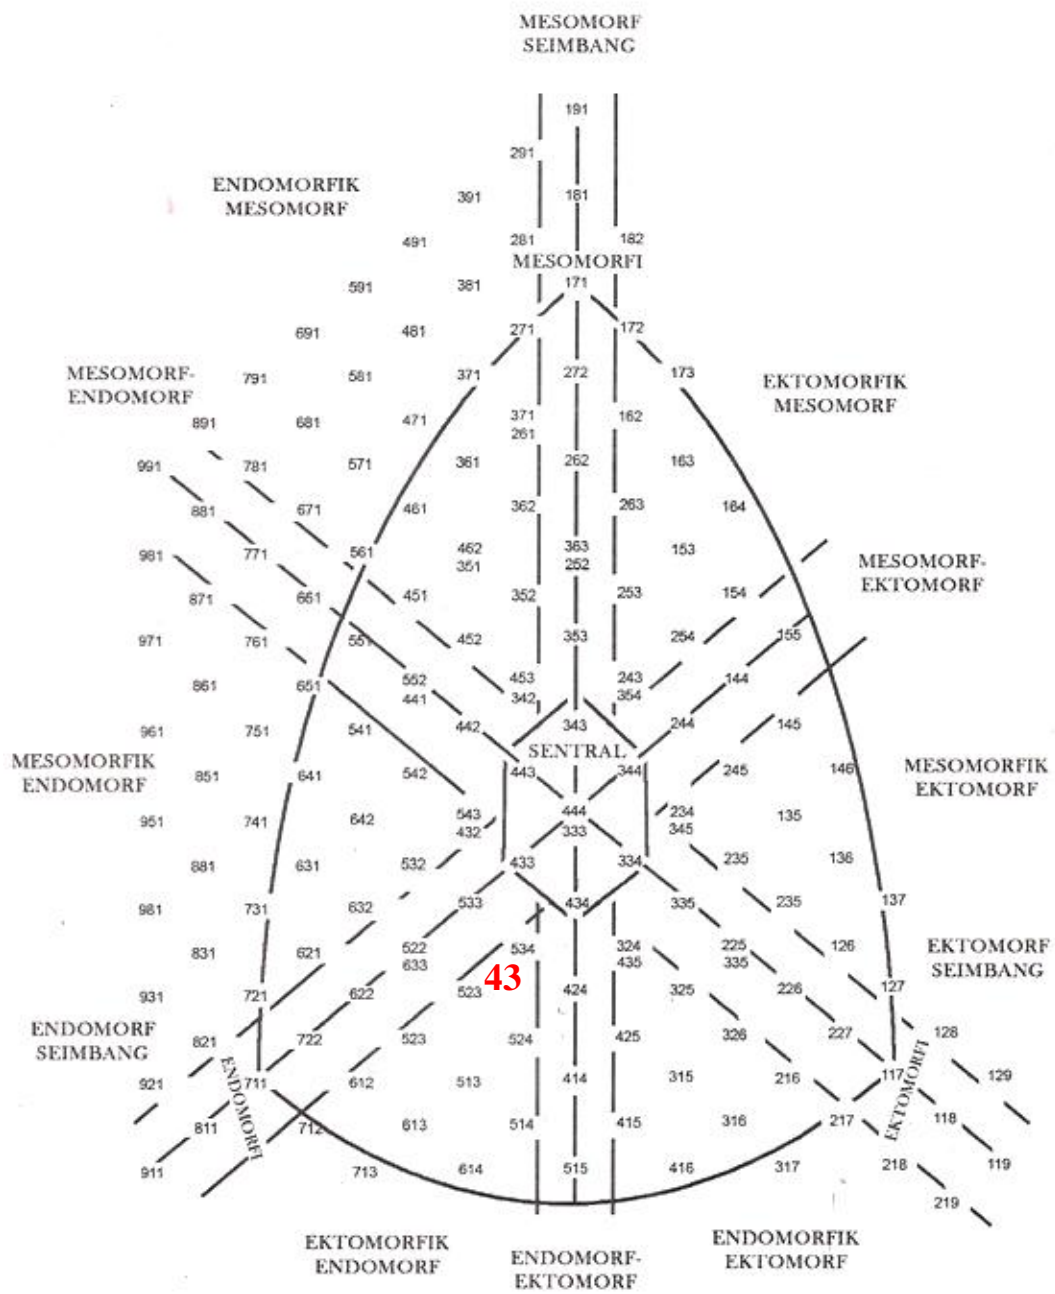 MESOMORF
SEIMBANG
191
291
ENDOMORFIK
MESOMORF
391 181
491 281 182
MESOMORFI
591 381 171
691 481 271 172
MESOMORF-
ENDOMORF
791 581 371 272 173
EKTOMORFIK
MESOMORF
891 681 471 371 162
261
991 781 571 361 262 163
881 671 461 362 263 164
981 771 561 462 363 153
351 252
MESOMORF-
EKTOMORF
871 661 451 352 253 154
971 761 551 452 353 254 155
861 651 552 453 243 144
441 342 354
961 751 541 442 343 244 145
MESOMORFIK
ENDOMORF
SENTRAL
MESOMORFIK
EKTOMORF
851 641 542 443 344 245 146
951 741 642 543 444 234 135
432 333 345
881 631 532 433 334 235 136
981 731 632 533 434 335 235 137
831 621 522 534 324 225 126
633 435 335
EKTOMORF
SEIMBANG
43
931 721 622 523 424 325 226 127
ENDOMORF
SEIMBANG
821 722 523 524 425 326 227 128
921 711 612 513 414 315 216 117 129
ENDOMORFI
EKTOMORFI
811 712 613 514 415 316 217 118
911 713 614 515 416 317 218 119
219
EKTOMORFIK
ENDOMORF
ENDOMORF-
EKTOMORF
ENDOMORFIK
EKTOMORF